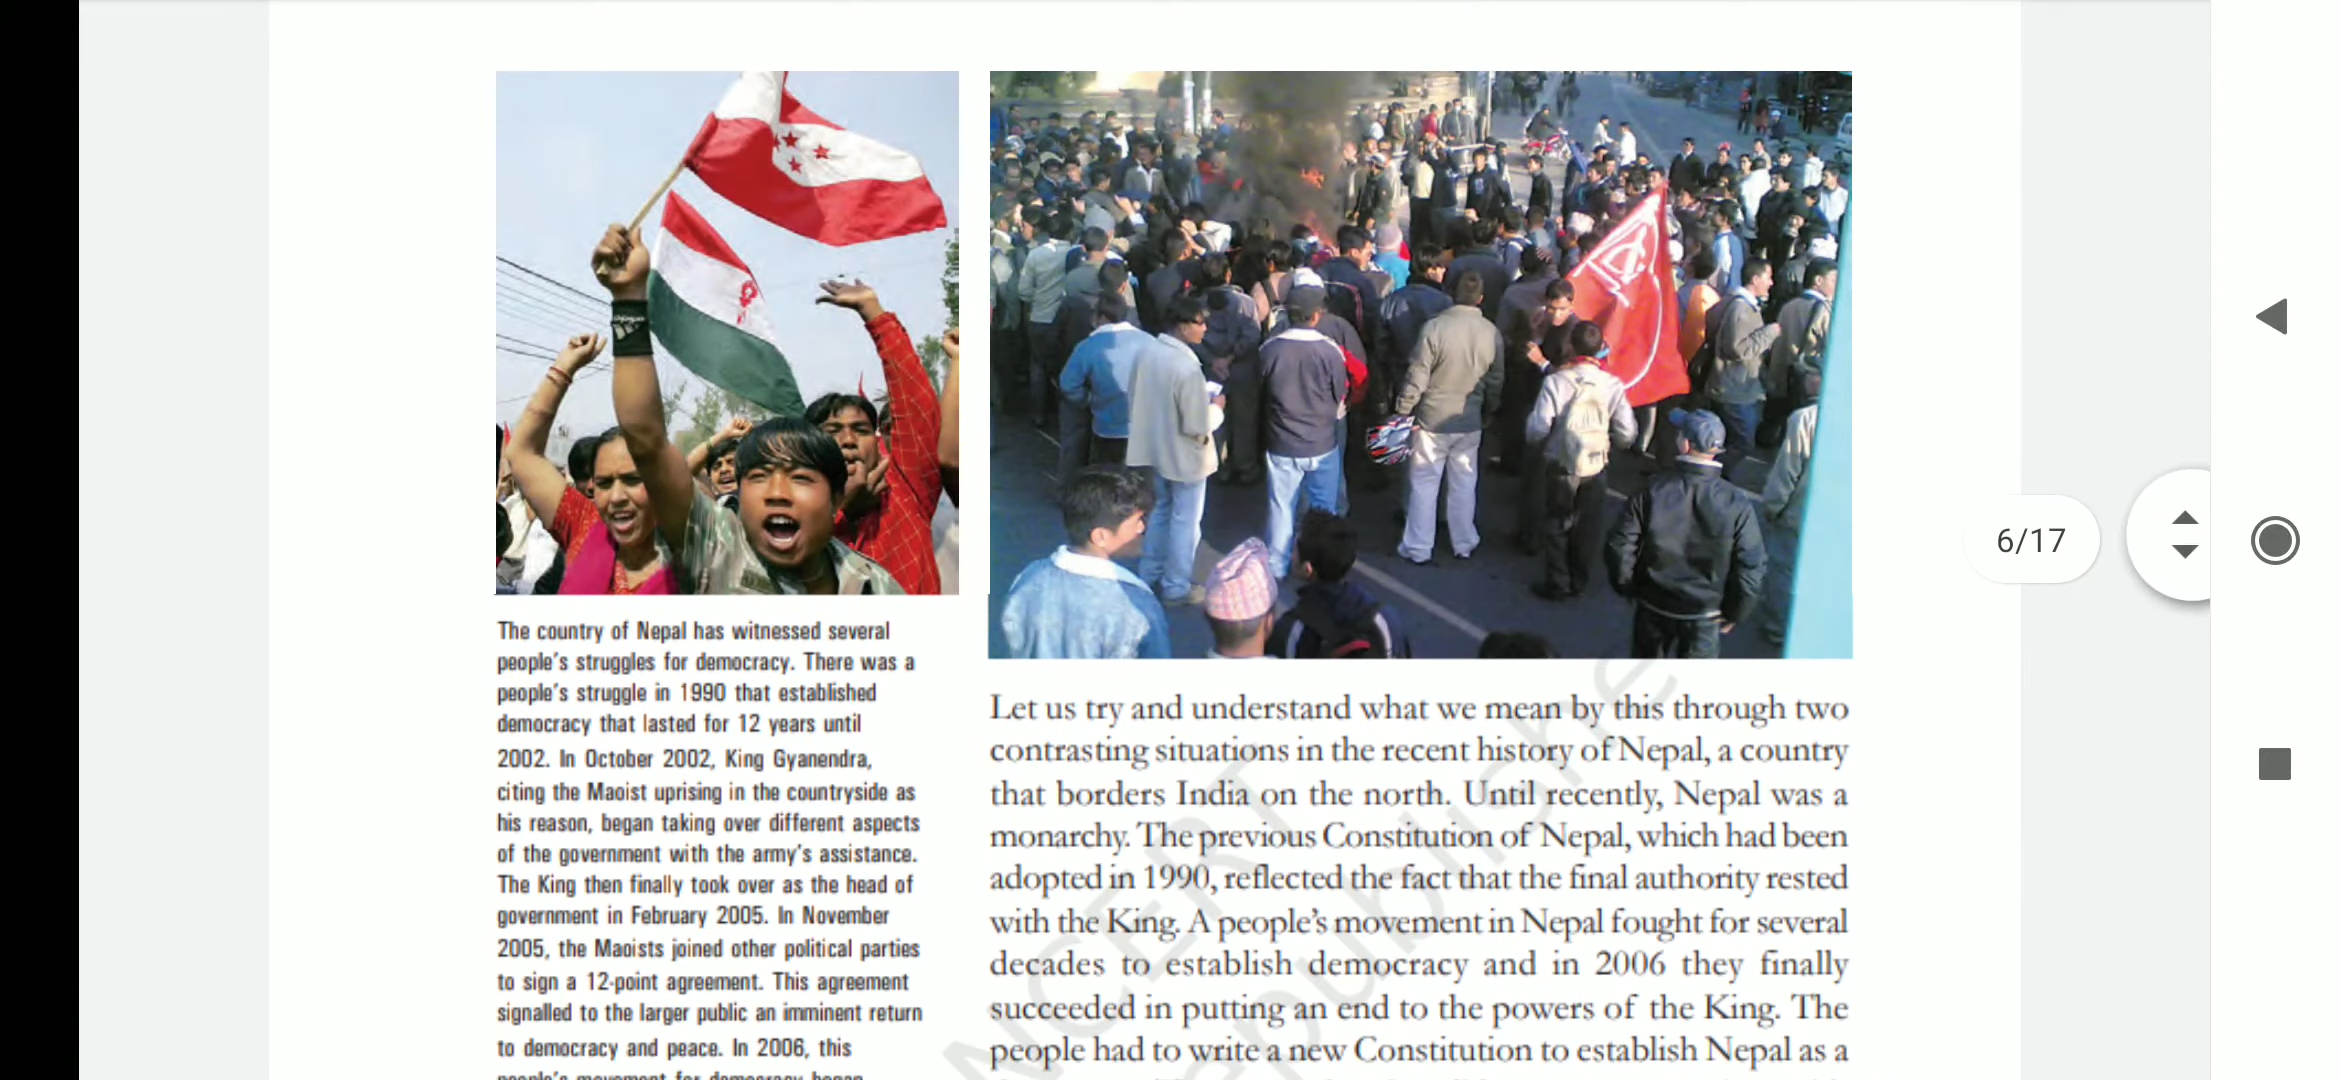 The country of Nepal has witnessed several
people's struggles for democracy. There was a
people's struggle in 1990 that established
democracy that lasted for 12 years until
2002. In October 2002, King Gyanendra,
citing the Maoist uprising in the countryside as
his reason, began taking over different aspects
of the government with the army's assistance.
The King then finally took over as the head of
government in February 2005. In November
2005, the Maoists joined other political parties
to sign a 12-point agreement. This agreement
signalled to the larger public an imminent return
to democracy and peace. In 2006, this
people's movement for democracy began
Let us try and understand what we mean by this through two
contrasting situations in the recent history of Nepal, a country
that borders India on the north. Until recently, Nepal was a
monarchy. The previous Constitution of Nepal, which had been
adopted in 1990, reflected the fact that the final authority rested
with the King. A people's movement in Nepal fought for several
decades to establish democracy and in 2006 they finally
succeeded in putting an end to the powers of the King. The
people had to write a new Constitution to establish Nepal as a
NCERT
republishe
6/17